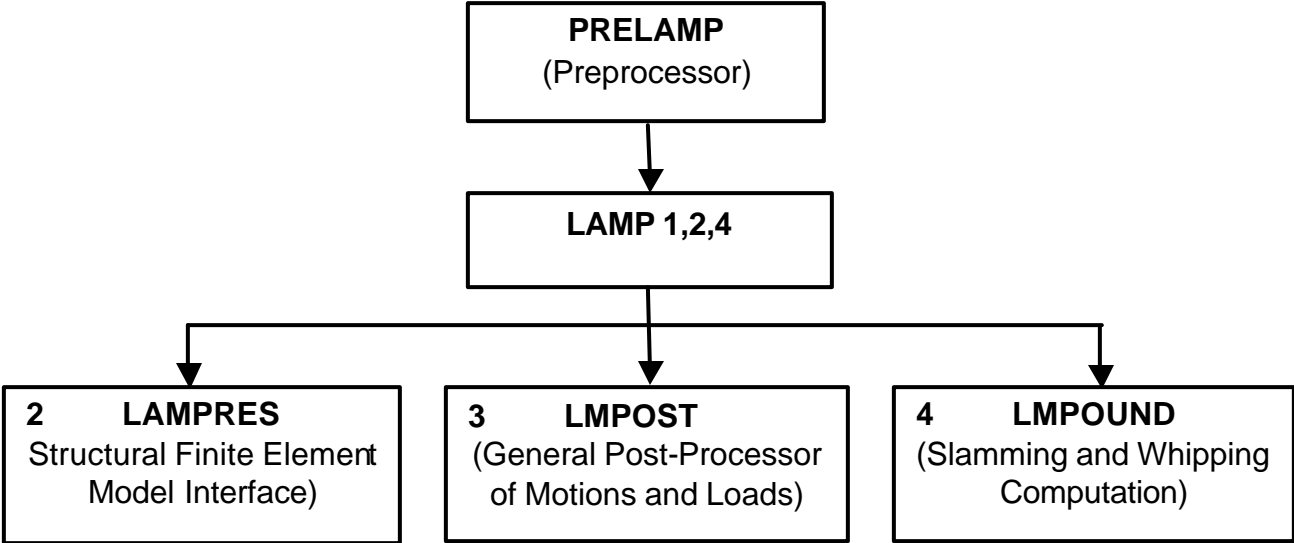 PRELAMP
(Preprocessor)
LAMP 1,2,4
2 LAMPRES
Structural Finite Element
Model Interface)
3 LMPOST
(General Post-Processor
of Motions and Loads)
4 LMPOUND
(Slamming and Whipping
Computation)